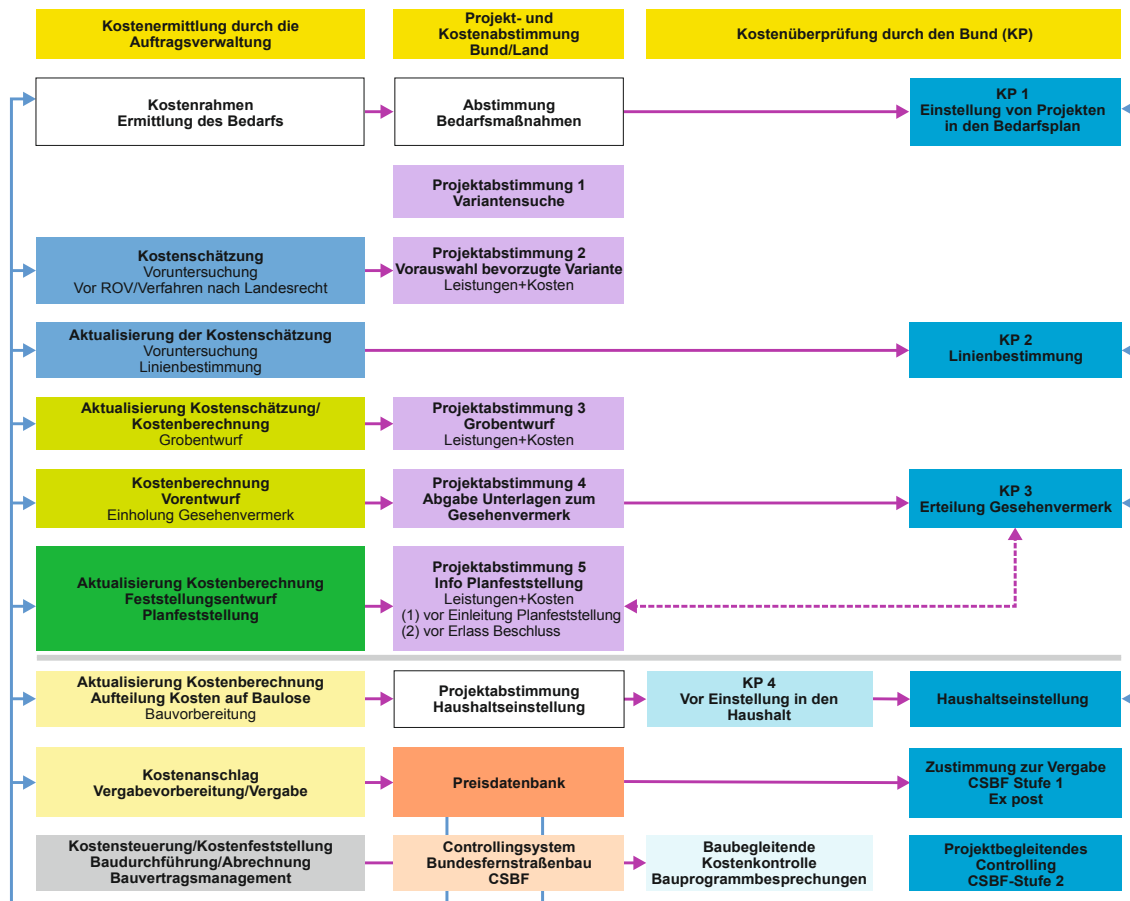 Kostenermittlung durch die
Auftragsverwaltung
Projekt- und
Kostenabstimmung
Bund/Land
Kostenüberprüfung durch den Bund (KP)
Kostenrahmen
Ermittlung des Bedarfs
Abstimmung
Bedarfsmaßnahmen
KP 1
Einstellung von Projekten
in den Bedarfsplan
Projektabstimmung 1
Variantensuche
Kostenschätzung
Voruntersuchung
Vor ROV/Verfahren nach Landesrecht
Projektabstimmung 2
Vorauswahl bevorzugte Variante
Leistungen+Kosten
Aktualisierung der Kostenschätzung
Voruntersuchung
Linienbestimmung
KP 2
Linienbestimmung
Aktualisierung Kostenschätzung/
Kostenberechnung
Grobentwurf
Projektabstimmung 3
Grobentwurf
Leistungen+Kosten
Kostenberechnung
Vorentwurf
Einholung Gesehenvermerk
Projektabstimmung 4
Abgabe Unterlagen zum
Gesehenvermerk
KP 3
Erteilung Gesehenvermerk
Aktualisierung Kostenberechnung
Feststellungsentwurf
Planfeststellung
Projektabstimmung 5
Info Planfeststellung
Leistungen+Kosten
(1) vor Einleitung Planfeststellung
(2) vor Erlass Beschluss
Aktualisierung Kostenberechnung
Aufteilung Kosten auf Baulose
Bauvorbereitung
Projektabstimmung
Haushaltseinstellung
KP 4
Vor Einstellung in den
Haushalt
Haushaltseinstellung
Kostenanschlag
Vergabevorbereitung/Vergabe
Preisdatenbank
Zustimmung zur Vergabe
CSBF Stufe 1
Ex post
Kostensteuerung/Kostenfeststellung
Baudurchführung/Abrechnung
Bauvertragsmanagement
Controllingsystem
Bundesfernstraßenbau
CSBF
Baubegleitende
Kostenkontrolle
Bauprogrammbesprechungen
Projektbegleitendes
Controlling
CSBF-Stufe 2